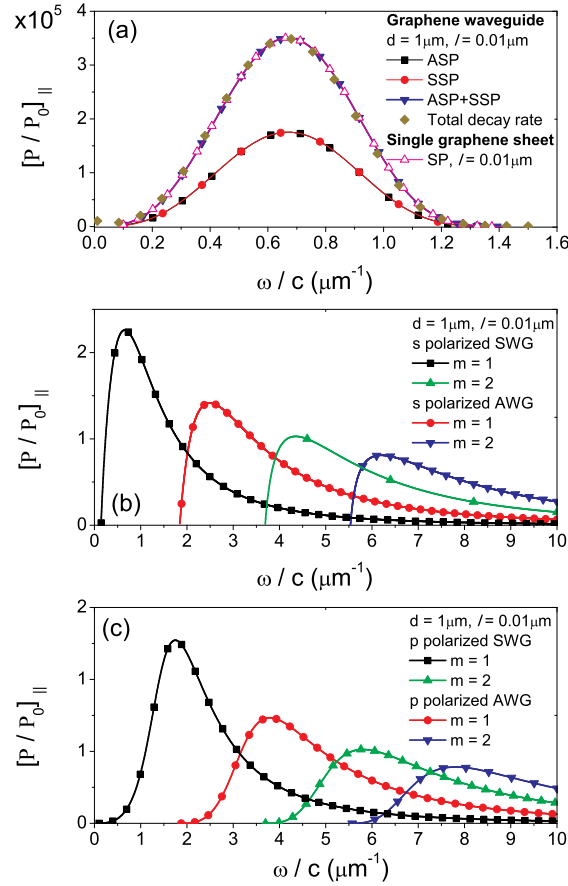 x10⁵
(a)
Graphene waveguide
d = 1μm, l = 0.01μm
ASP
SSP
ASP+SSP
Total decay rate
Single graphene sheet
SP, l = 0.01μm
[P / P₀]∥
4
3
2
1
0
0.0 0.2 0.4 0.6 0.8 1.0 1.2 1.4 1.6
ω / c (μm⁻¹)
d = 1μm, l = 0.01μm
s polarized SWG
m = 1
m = 2
s polarized AWG
m = 1
m = 2
[P / P₀]∥
2
1
0
(b)
0 1 2 3 4 5 6 7 8 9 10
ω / c (μm⁻¹)
(c)
d = 1μm, l = 0.01μm
p polarized SWG
m = 1
m = 2
p polarized AWG
m = 1
m = 2
[P / P₀]∥
2
1
1
0
0 1 2 3 4 5 6 7 8 9 10
ω / c (μm⁻¹)